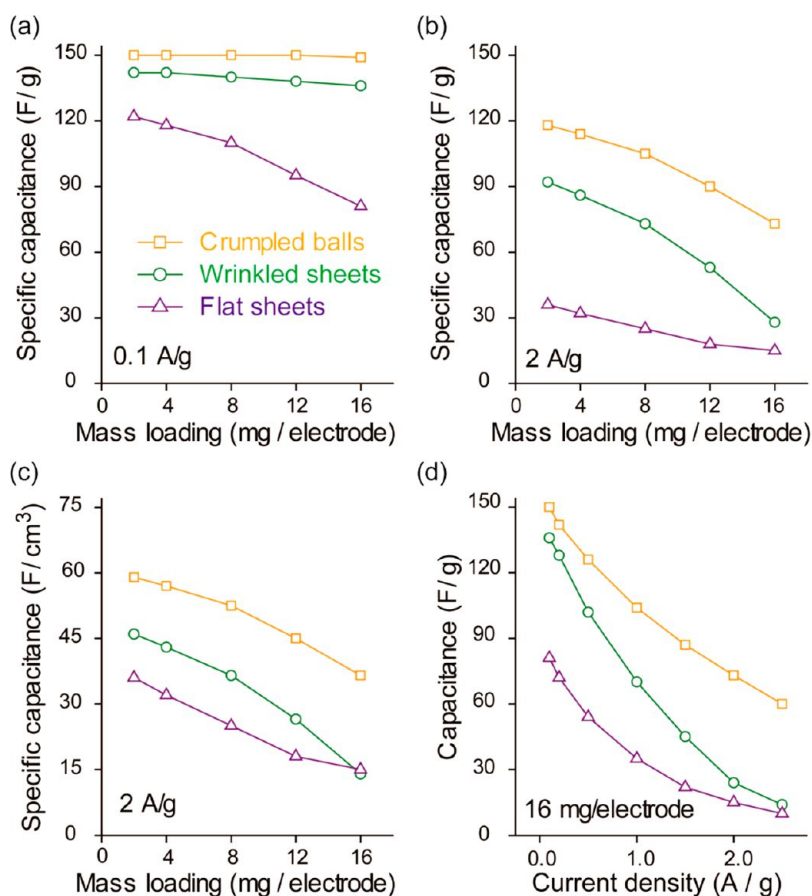 (a)
Specific capacitance (F/g)
150
120
90
60
30
0
Crumpled balls
Wrinkled sheets
Flat sheets
0.1 A/g
0 4 8 12 16
Mass loading (mg / electrode)
(b)
Specific capacitance (F/g)
150
120
90
60
30
0
2 A/g
0 4 8 12 16
Mass loading (mg / electrode)
(c)
Specific capacitance (F/cm³)
75
60
45
30
15
0
2 A/g
0 4 8 12 16
Mass loading (mg / electrode)
(d)
Capacitance (F/g)
150
120
90
60
30
0
16 mg/electrode
0.0 1.0 2.0
Current density (A / g)